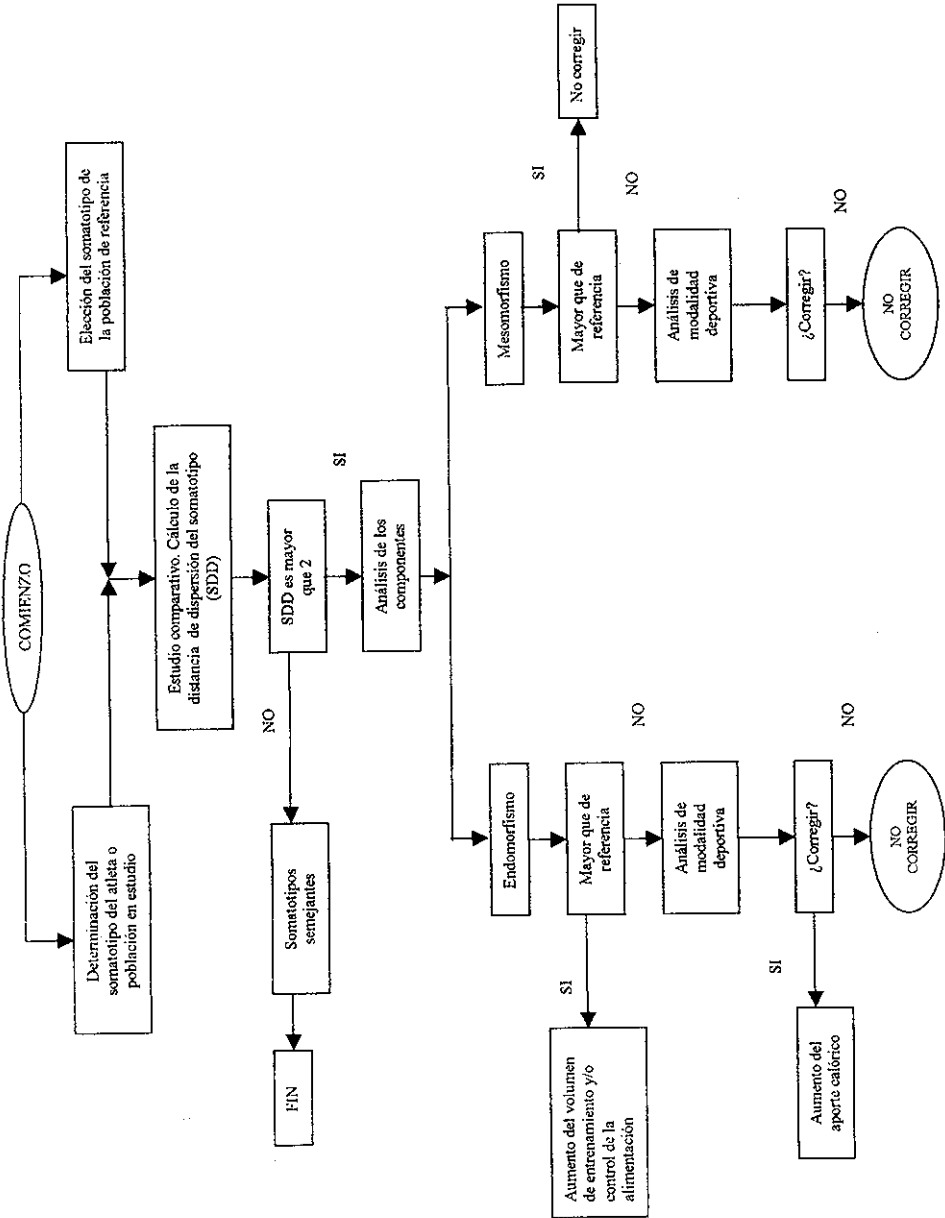 COMIENZO
Determinación del
somatotipo del atleta o
población en estudio
Elección del somatotipo de
la población de referencia
Estudio comparativo. Cálculo de la
distancia de dispersión del somatotipo
(SDD)
SDD es mayor
que 2
NO
SI
Somatotipos
semejantes
FIN
Análisis de los
componentes
Endomorfismo
Mayor que de
referencia
SI
NO
Aumento del volumen
de entrenamiento y/o
control de la
alimentación
Análisis de
modalidad
deportiva
¿Corregir?
SI
NO
Aumento del
aporte calórico
NO
CORREGIR
Mesomorfismo
Mayor que de
referencia
SI
NO
No corregir
Análisis de
modalidad
deportiva
¿Corregir?
NO
NO
CORREGIR